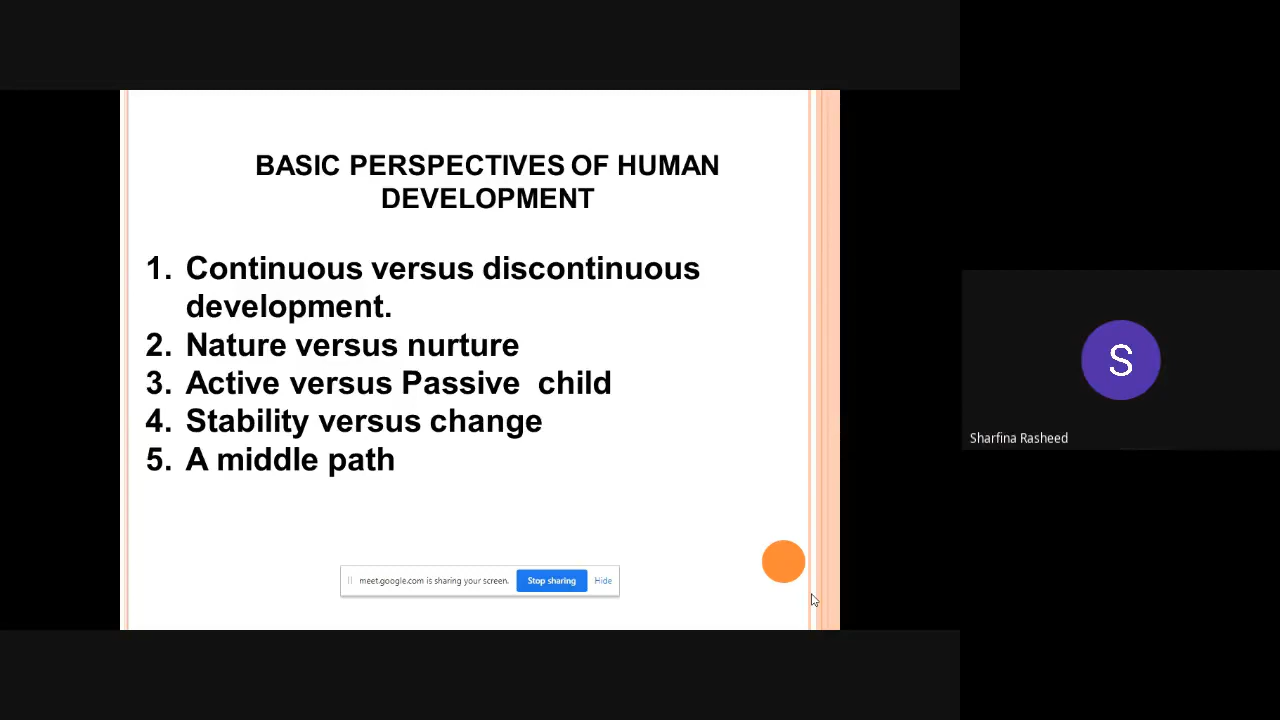 BASIC PERSPECTIVES OF HUMAN
DEVELOPMENT
1. Continuous versus discontinuous
development.
2. Nature versus nurture
3. Active versus Passive child
4. Stability versus change
5. A middle path
meet.google.com is sharing your screen. Stop sharing Hide
S
Sharfina Rasheed